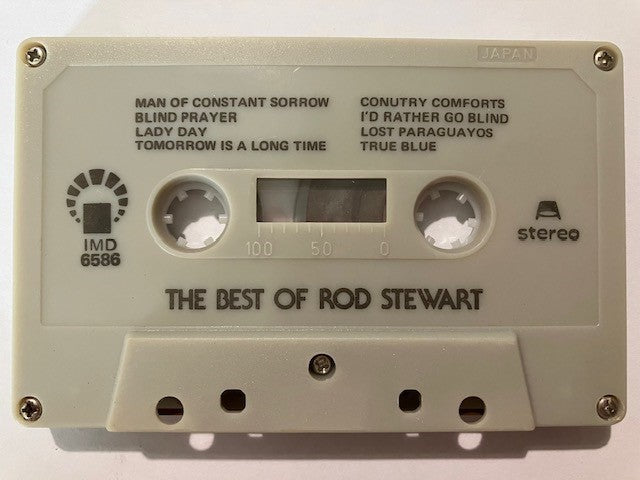 JAPAN
MAN OF CONSTANT SORROW
BLIND PRAYER
LADY DAY
TOMORROW IS A LONG TIME
CONUTRY COMFORTS
I'D RATHER GO BLIND
LOST PARAGUAYOS
TRUE BLUE
IMD
6586
100 50 0
stereo
THE BEST OF ROD STEWART